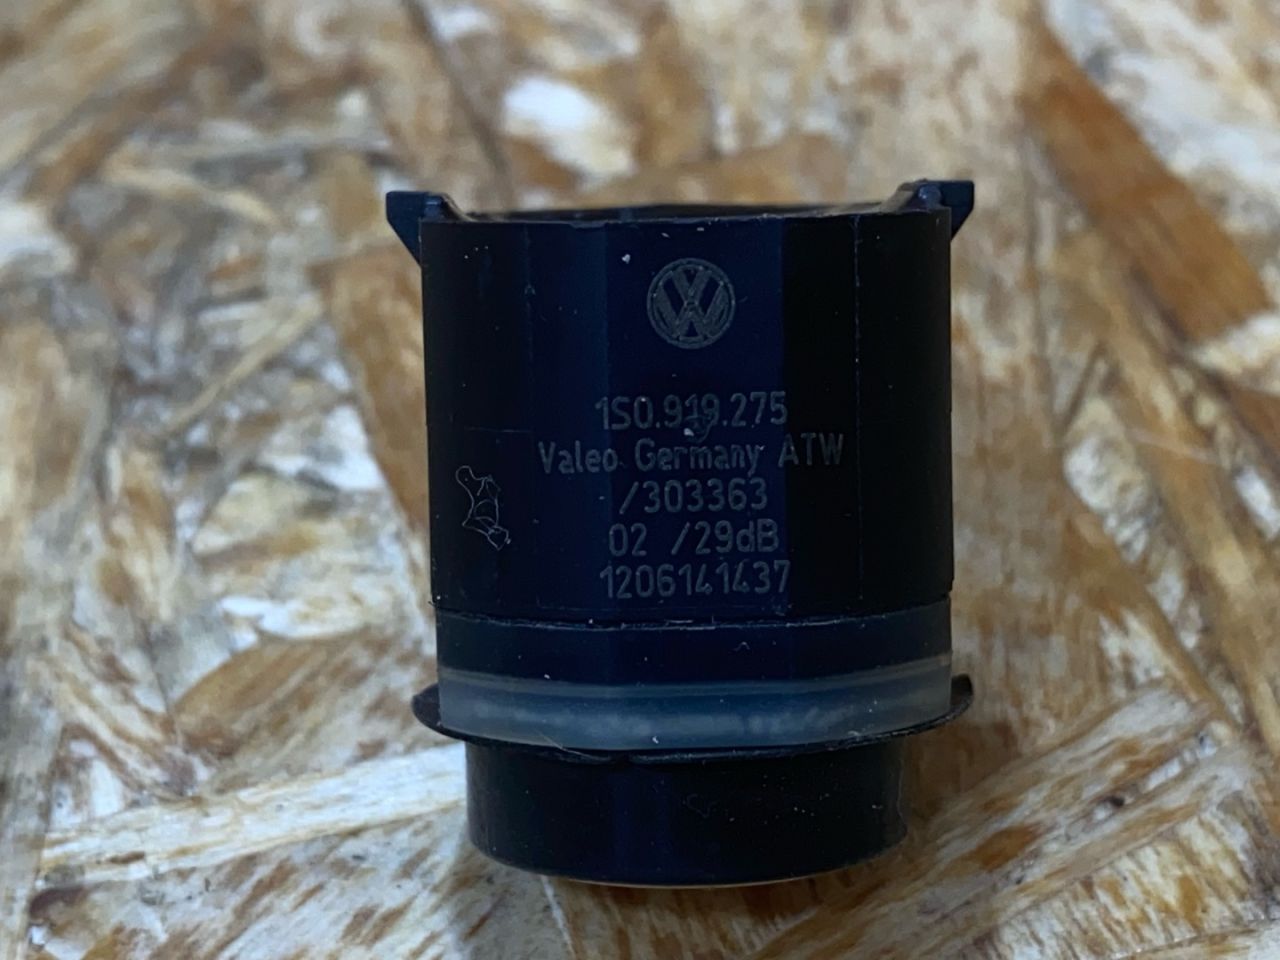 1S0.919.275
Valeo Germany ATW
/303363
02 /29dB
1206141437